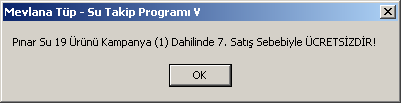 Mevlana Tüp - Su Takip Programı V
Pınar Su 19 Ürünü Kampanya (1) Dahilinde 7. Satış Sebebiyle ÜCRETSİZDİR!
OK